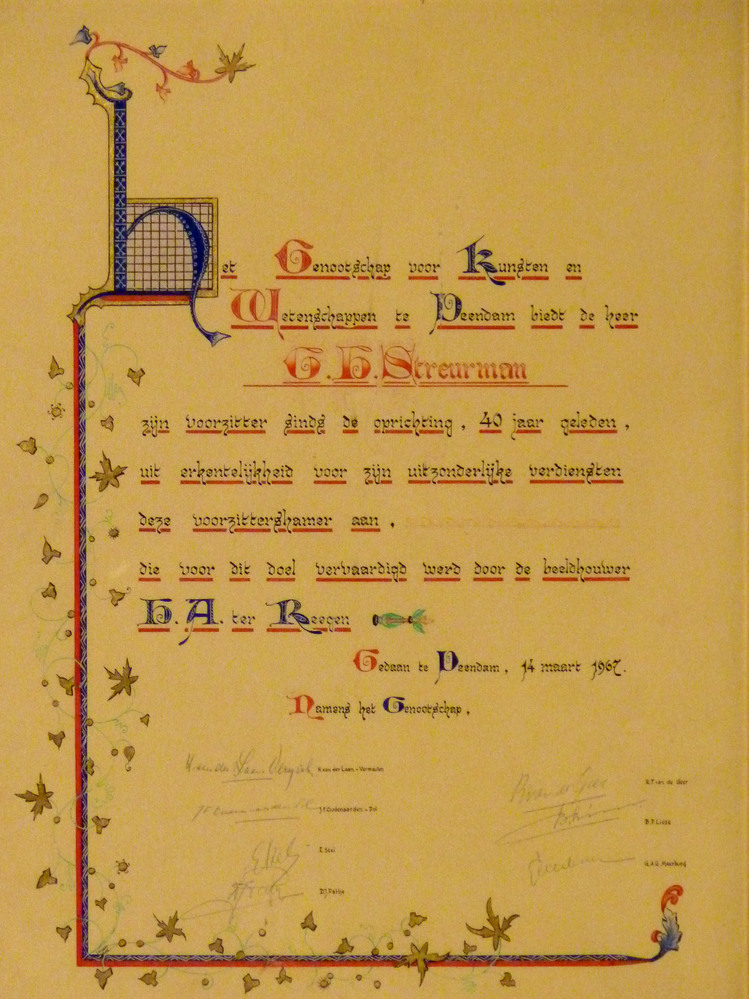 Het Genootschap voor Kunsten en
Wetenschappen te Veendam biedt de heer
G. H. Streurman
zijn voorzitter sinds de oprichting, 40 jaar geleden,
uit erkentelijkheid voor zijn uitzonderlijke verdiensten
deze voorzittershamer aan,
die voor dit doel vervaardigd werd door de beeldhouwer
H. A. ter Reegen
Gedaan te Veendam, 14 maart 1967.
Namens het Genootschap,